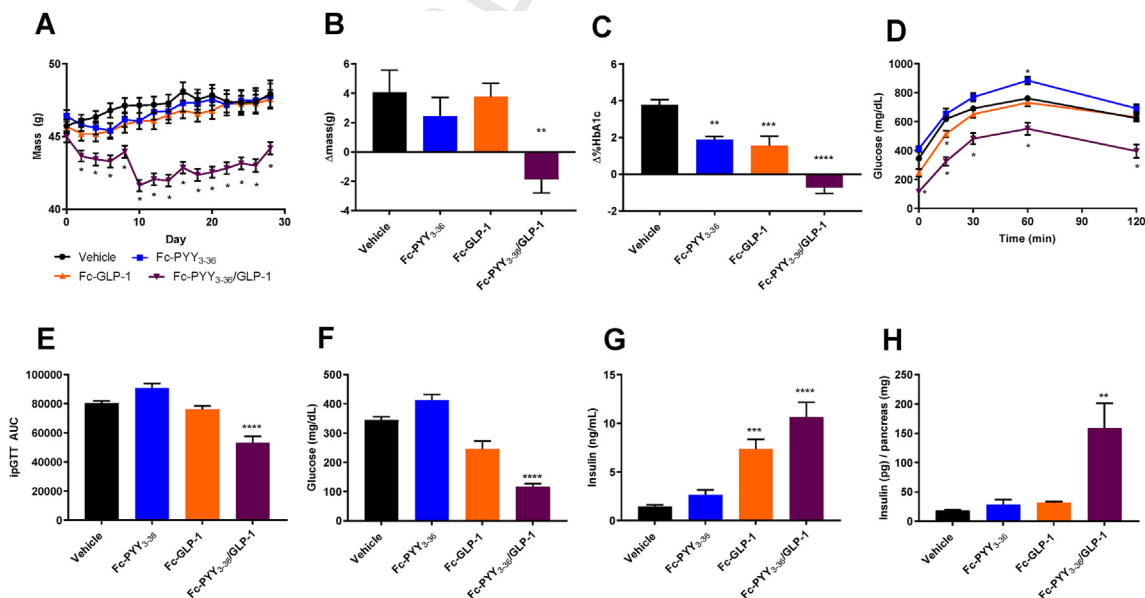 A
50
45
40
Mass (g)
0 10 20 30
Day
* * * * * * * * * * * * * *
Vehicle
Fc-PYY3-36
Fc-GLP-1
Fc-PYY3-36/GLP-1
B
6
4
2
0
-2
-4
Δmass(g)
**
Vehicle
Fc-PYY3-36
Fc-GLP-1
Fc-PYY3-36/GLP-1
C
6
4
2
0
-2
Δ%HbA1c
** *** ****
Vehicle
Fc-PYY3-36
Fc-GLP-1
Fc-PYY3-36/GLP-1
D
1000
800
600
400
200
0
Glucose (mg/dL)
* * * * * * *
0 30 60 90 120
Time (min)
E
100000
80000
60000
40000
20000
0
ipGTT AUC
****
Vehicle
Fc-PYY3-36
Fc-GLP-1
Fc-PYY3-36/GLP-1
F
500
400
300
200
100
0
Glucose (mg/dL)
****
Vehicle
Fc-PYY3-36
Fc-GLP-1
Fc-PYY3-36/GLP-1
G
15
10
5
0
Insulin (ng/mL)
*** ****
Vehicle
Fc-PYY3-36
Fc-GLP-1
Fc-PYY3-36/GLP-1
H
250
200
150
100
50
0
Insulin (pg) / pancreas (mg)
**
Vehicle
Fc-PYY3-36
Fc-GLP-1
Fc-PYY3-36/GLP-1